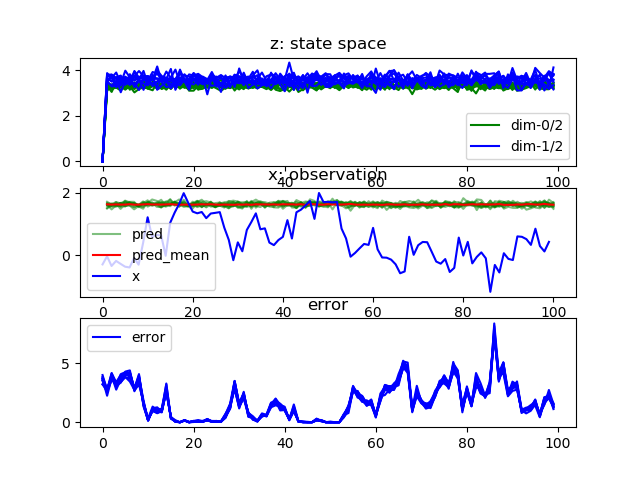 z: state space
4
2
0
dim-0/2
dim-1/2
0 20 40 60 80 100
x: observation
2
0
pred
pred_mean
x
0 20 40 60 80 100
error
5
0
error
0 20 40 60 80 100